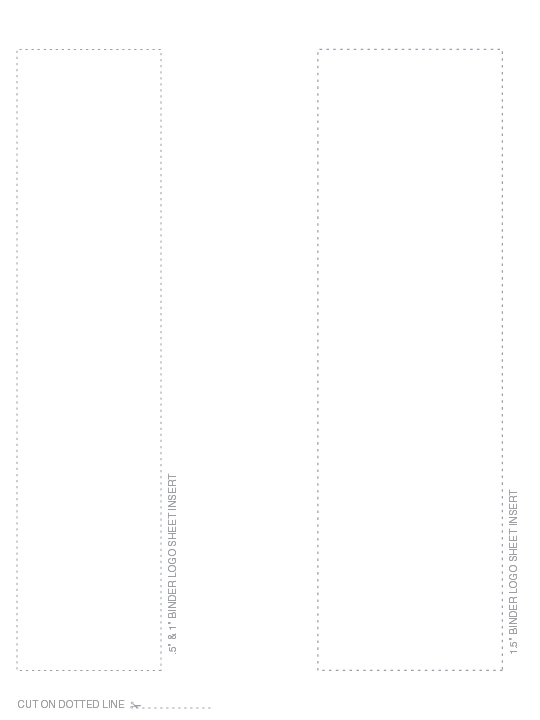 .5" & 1" BINDER LOGO SHEET INSERT
1.5" BINDER LOGO SHEET INSERT
CUT ON DOTTED LINE